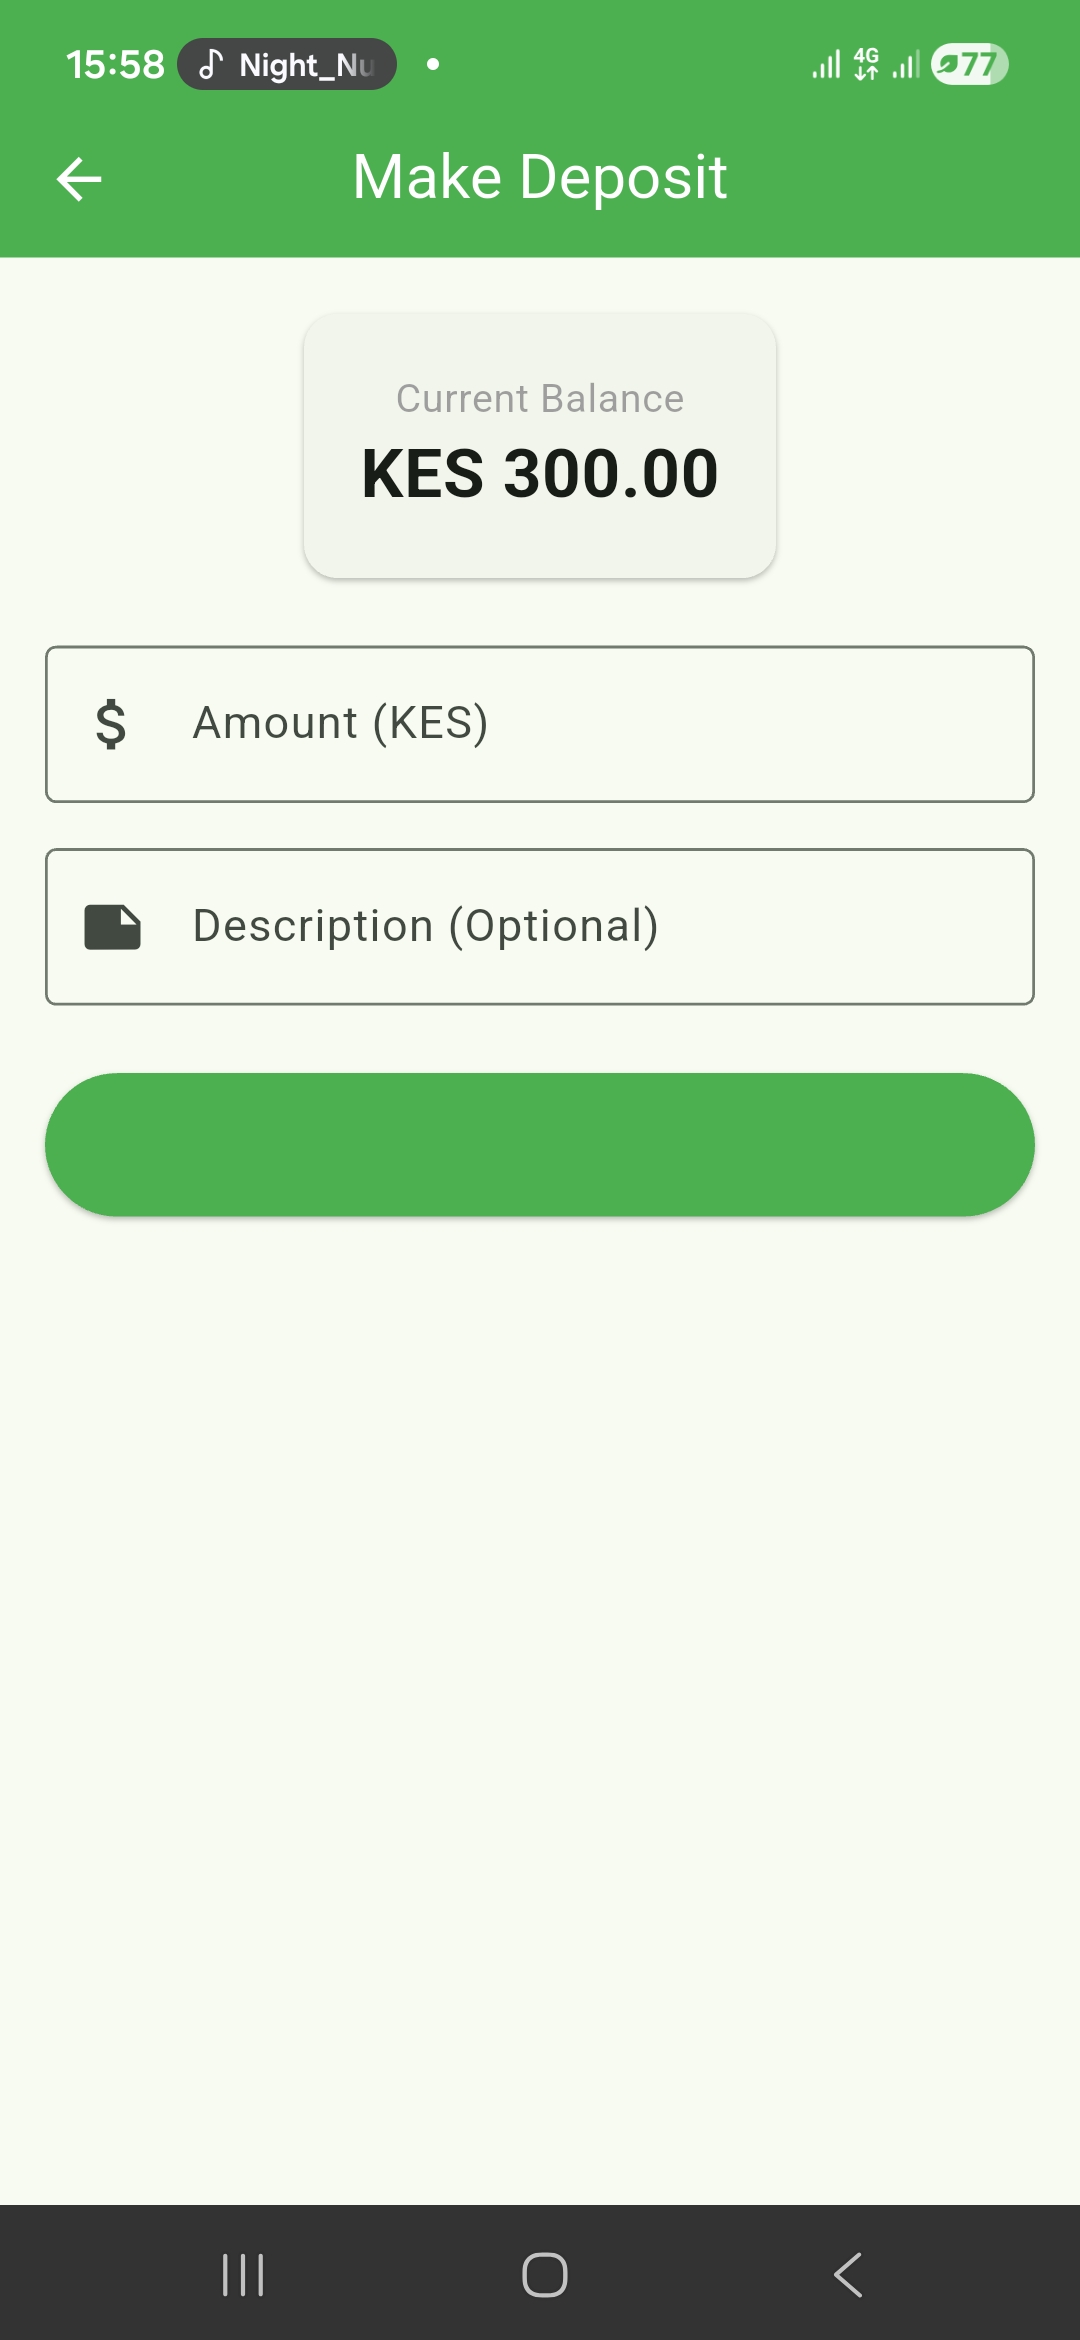 15:58 Night_Nu 4G 77
Make Deposit
Current Balance
KES 300.00
$ Amount (KES)
Description (Optional)